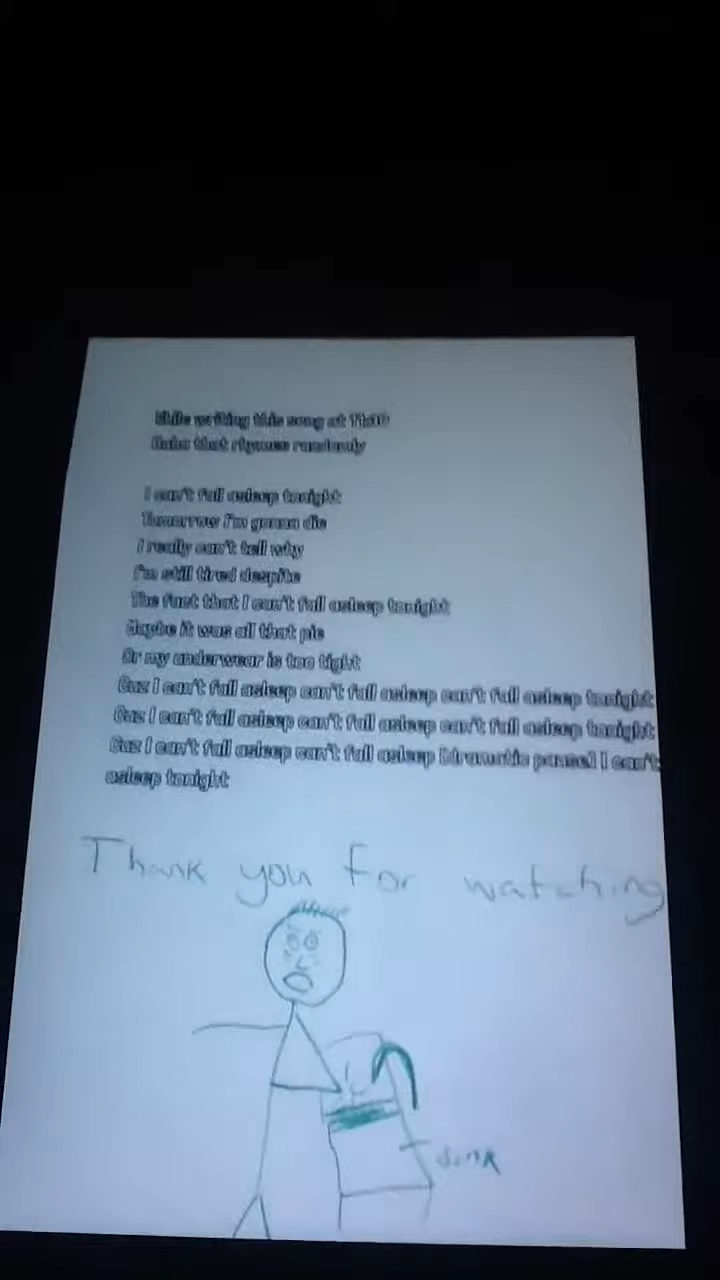 While writing this song at 11:30
Haha that rhymes randomly
I can't fall asleep tonight
Tomorrow I'm gonna die
I really can't tell why
I'm still tired despite
The fact that I can't fall asleep tonight
Maybe it was all that pie
Or my underwear is too tight
Cuz I can't fall asleep can't fall asleep can't fall asleep tonight
Cuz I can't fall asleep can't fall asleep can't fall asleep tonight
Cuz I can't fall asleep can't fall asleep [dramatic pause] I can't
asleep tonight
Thank you for watching